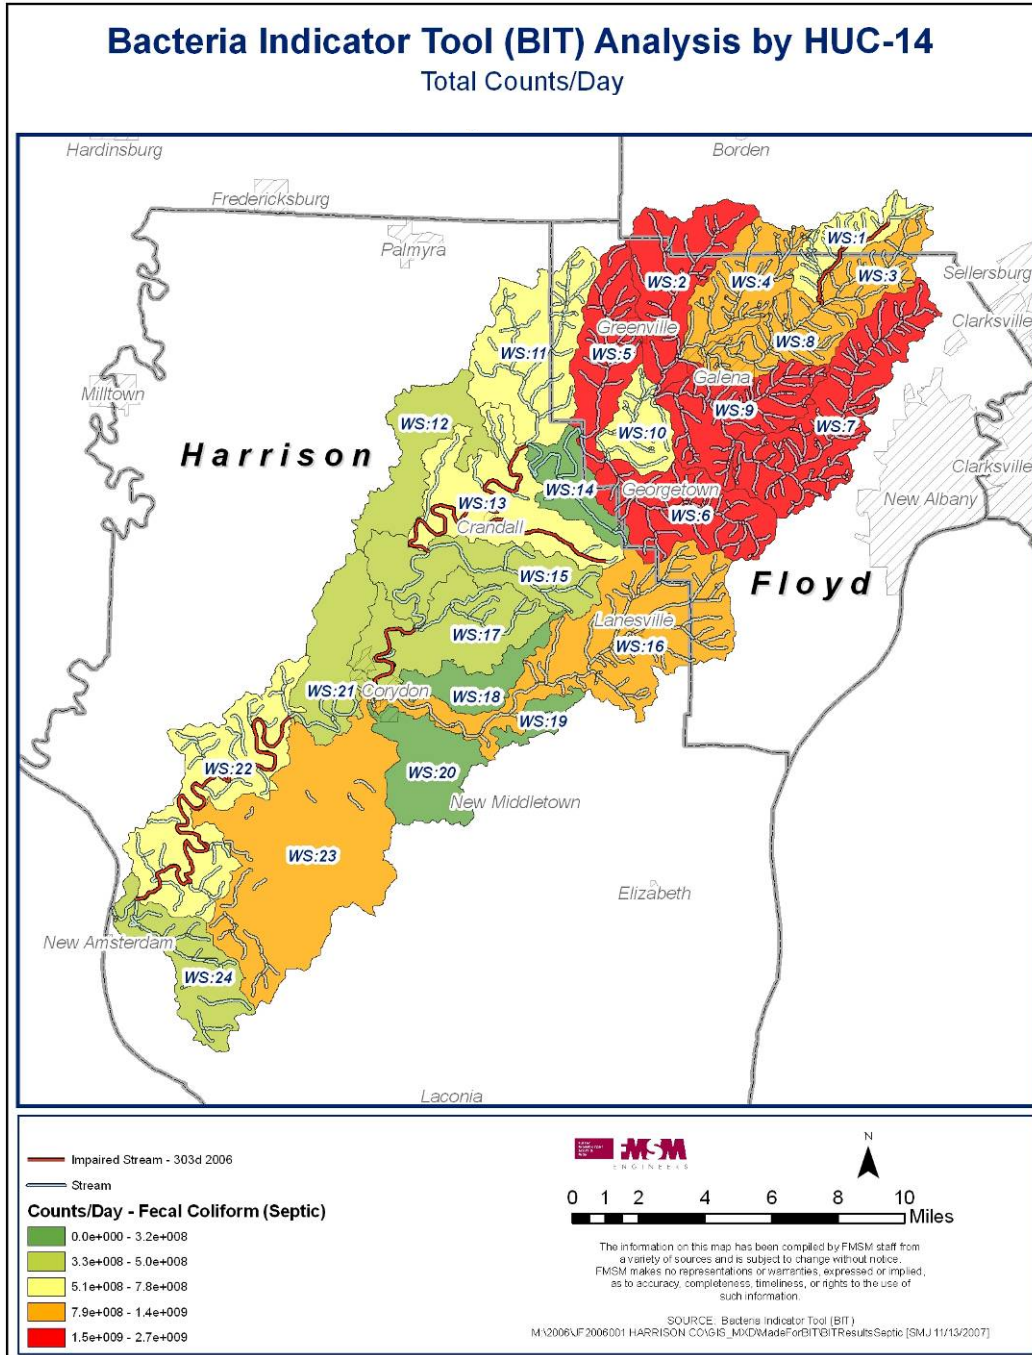 Bacteria Indicator Tool (BIT) Analysis by HUC-14
Total Counts/Day
Hardinsburg
Borden
Fredericksburg
Palmyra
WS:1
WS:2
WS:4
WS:3
Sellersburg
Clarksville
Greenville
WS:11
WS:5
WS:8
Galena
Milltown
WS:9
WS:12
WS:10
WS:7
Harrison
Clarksville
WS:14
Georgetown
New Albany
WS:13
WS:6
Crandall
WS:15
Floyd
Lanesville
WS:17
WS:16
WS:21
Corydon
WS:18
WS:19
WS:22
WS:20
New Middletown
WS:23
Elizabeth
New Amsterdam
WS:24
Laconia
Impaired Stream - 303d 2006
Stream
Counts/Day - Fecal Coliform (Septic)
0.0e+000 - 3.2e+008
3.3e+008 - 5.0e+008
5.1e+008 - 7.8e+008
7.9e+008 - 1.4e+009
1.5e+009 - 2.7e+009
FMSM
ENGINEERS
N
0 1 2 4 6 8 10
Miles
The information on this map has been compiled by FMSM staff from
a variety of sources and is subject to change without notice.
FMSM makes no representations or warranties, expressed or implied,
as to accuracy, completeness, timeliness, or rights to the use of
such information.
SOURCE: Bacteria Indicator Tool (BIT)
M:\2006\JF2006001 HARRISON CO\GIS_MXD\MadeForBIT\BITResultsSeptic [SMJ 11/13/2007]